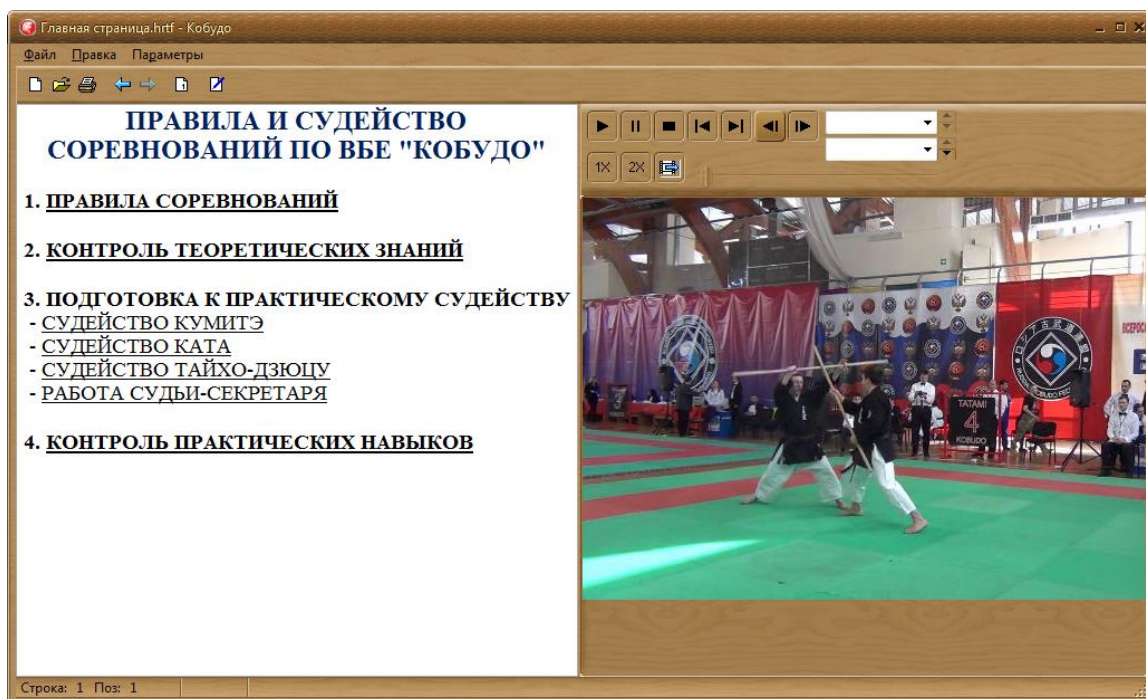 Главная страница.hrtf - Кобудо
Файл Правка Параметры
ПРАВИЛА И СУДЕЙСТВО
СОРЕВНОВАНИЙ ПО ВБЕ "КОБУДО"
1. ПРАВИЛА СОРЕВНОВАНИЙ
2. КОНТРОЛЬ ТЕОРЕТИЧЕСКИХ ЗНАНИЙ
3. ПОДГОТОВКА К ПРАКТИЧЕСКОМУ СУДЕЙСТВУ
- СУДЕЙСТВО КУМИТЭ
- СУДЕЙСТВО КАТА
- СУДЕЙСТВО ТАЙХО-ДЗЮЦУ
- РАБОТА СУДЬИ-СЕКРЕТАРЯ
4. КОНТРОЛЬ ПРАКТИЧЕСКИХ НАВЫКОВ
1X 2X
TATAMI
4
KOBUDO
Строка: 1 Поз: 1